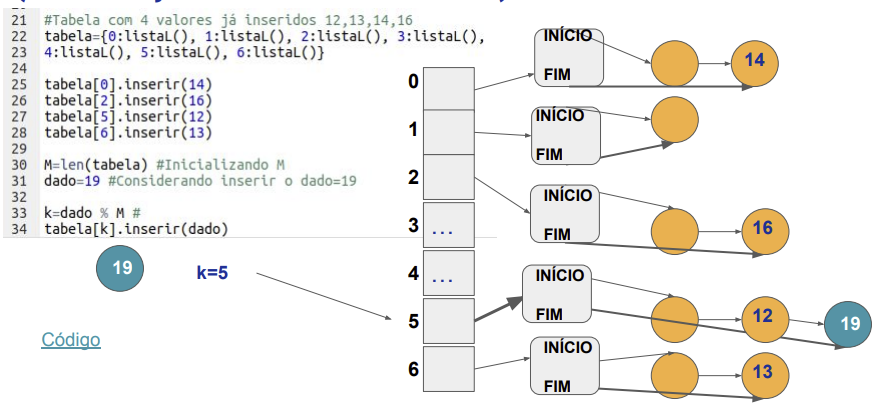 21 #Tabela com 4 valores já inseridos 12,13,14,16
22 tabela={0:listaL(), 1:listaL(), 2:listaL(), 3:listaL(),
23 4:listaL(), 5:listaL(), 6:listaL()}
24
25 tabela[0].inserir(14)
26 tabela[2].inserir(16)
27 tabela[5].inserir(12)
28 tabela[6].inserir(13)
29
30 M=len(tabela) #Inicializando M
31 dado=19 #Considerando inserir o dado=19
32
33 k=dado % M #
34 tabela[k].inserir(dado)
19
k=5
Código
0
INÍCIO
FIM
14
1
INÍCIO
FIM
2
INÍCIO
FIM
16
3 ...
4 ...
5
INÍCIO
FIM
12
19
6
INÍCIO
FIM
13